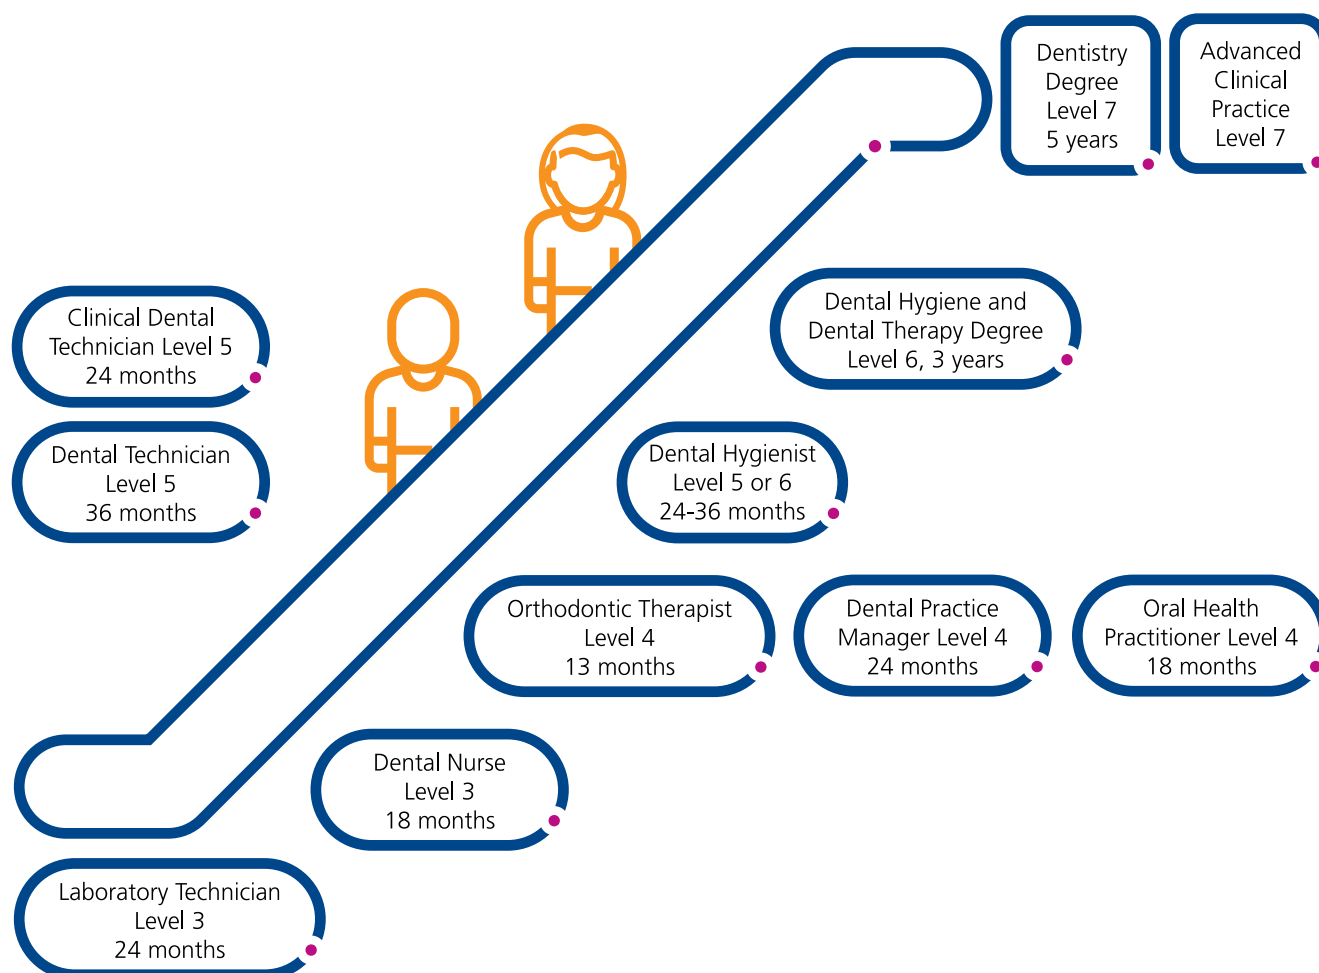 Dentistry
Degree
Level 7
5 years
Advanced
Clinical
Practice
Level 7
Clinical Dental
Technician Level 5
24 months
Dental Hygiene and
Dental Therapy Degree
Level 6, 3 years
Dental Technician
Level 5
36 months
Dental Hygienist
Level 5 or 6
24-36 months
Orthodontic Therapist
Level 4
13 months
Dental Practice
Manager Level 4
24 months
Oral Health
Practitioner Level 4
18 months
Dental Nurse
Level 3
18 months
Laboratory Technician
Level 3
24 months